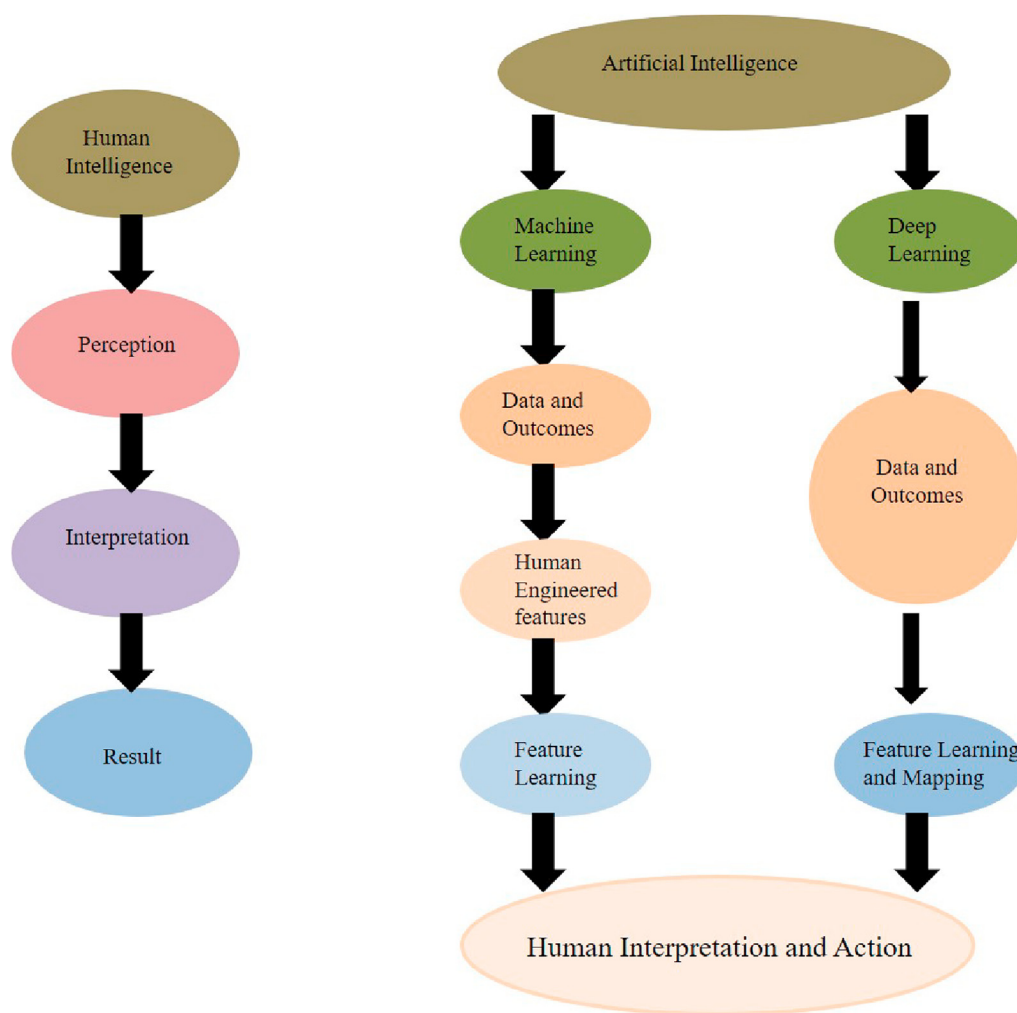 Human
Intelligence
Perception
Interpretation
Result
Artificial Intelligence
Machine
Learning
Data and
Outcomes
Human
Engineered
features
Feature
Learning
Deep
Learning
Data and
Outcomes
Feature Learning
and Mapping
Human Interpretation and Action